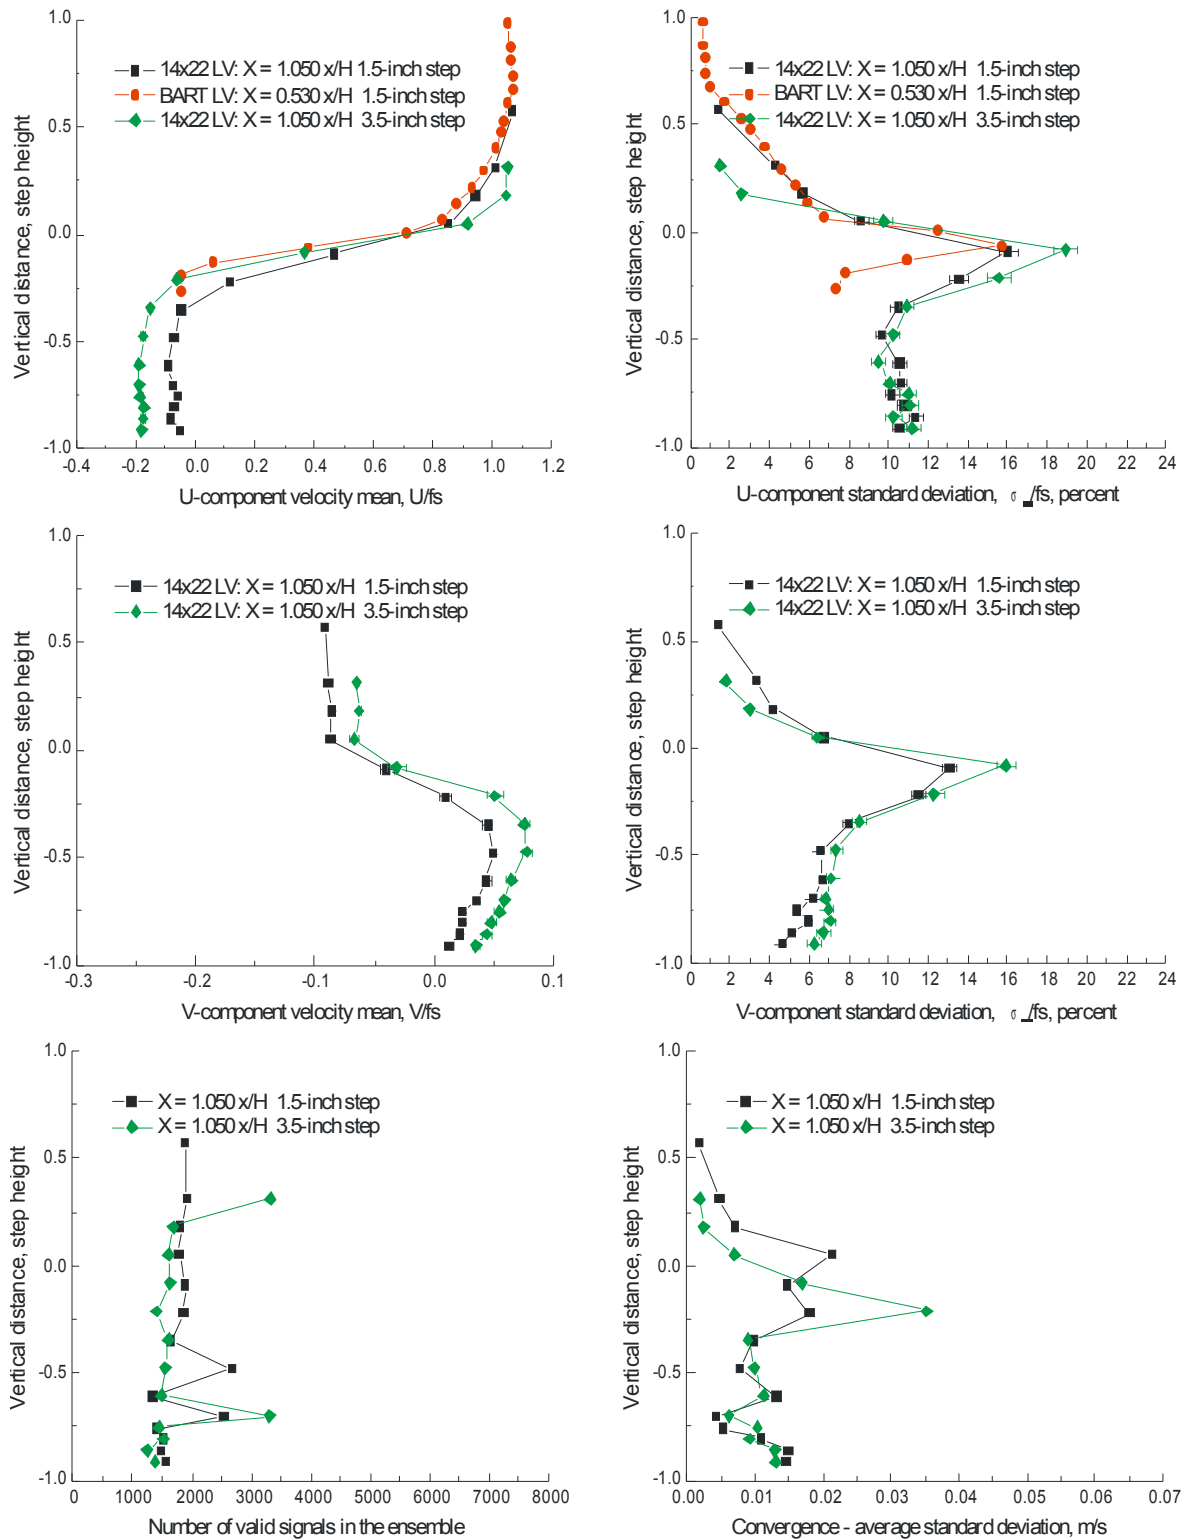 1.0
0.5
0.0
-0.5
-1.0
Vertical distance, step height
14x22 LV: X = 1.050 x/H 1.5-inch step
BART LV: X = 0.530 x/H 1.5-inch step
14x22 LV: X = 1.050 x/H 3.5-inch step
-0.4 -0.2 0.0 0.2 0.4 0.6 0.8 1.0 1.2
U-component velocity mean, U/fs
1.0
0.5
0.0
-0.5
-1.0
Vertical distance, step height
14x22 LV: X = 1.050 x/H 1.5-inch step
BART LV: X = 0.530 x/H 1.5-inch step
14x22 LV: X = 1.050 x/H 3.5-inch step
0 2 4 6 8 10 12 14 16 18 20 22 24
U-component standard deviation, σ_/fs, percent
1.0
0.5
0.0
-0.5
-1.0
Vertical distance, step height
14x22 LV: X = 1.050 x/H 1.5-inch step
14x22 LV: X = 1.050 x/H 3.5-inch step
-0.3 -0.2 -0.1 0.0 0.1
V-component velocity mean, V/fs
1.0
0.5
0.0
-0.5
-1.0
Vertical distance, step height
14x22 LV: X = 1.050 x/H 1.5-inch step
14x22 LV: X = 1.050 x/H 3.5-inch step
0 2 4 6 8 10 12 14 16 18 20 22 24
V-component standard deviation, σ_/fs, percent
1.0
0.5
0.0
-0.5
-1.0
Vertical distance, step height
X = 1.050 x/H 1.5-inch step
X = 1.050 x/H 3.5-inch step
0 1000 2000 3000 4000 5000 6000 7000 8000
Number of valid signals in the ensemble
1.0
0.5
0.0
-0.5
-1.0
Vertical distance, step height
X = 1.050 x/H 1.5-inch step
X = 1.050 x/H 3.5-inch step
0.00 0.01 0.02 0.03 0.04 0.05 0.06 0.07
Convergence - average standard deviation, m/s